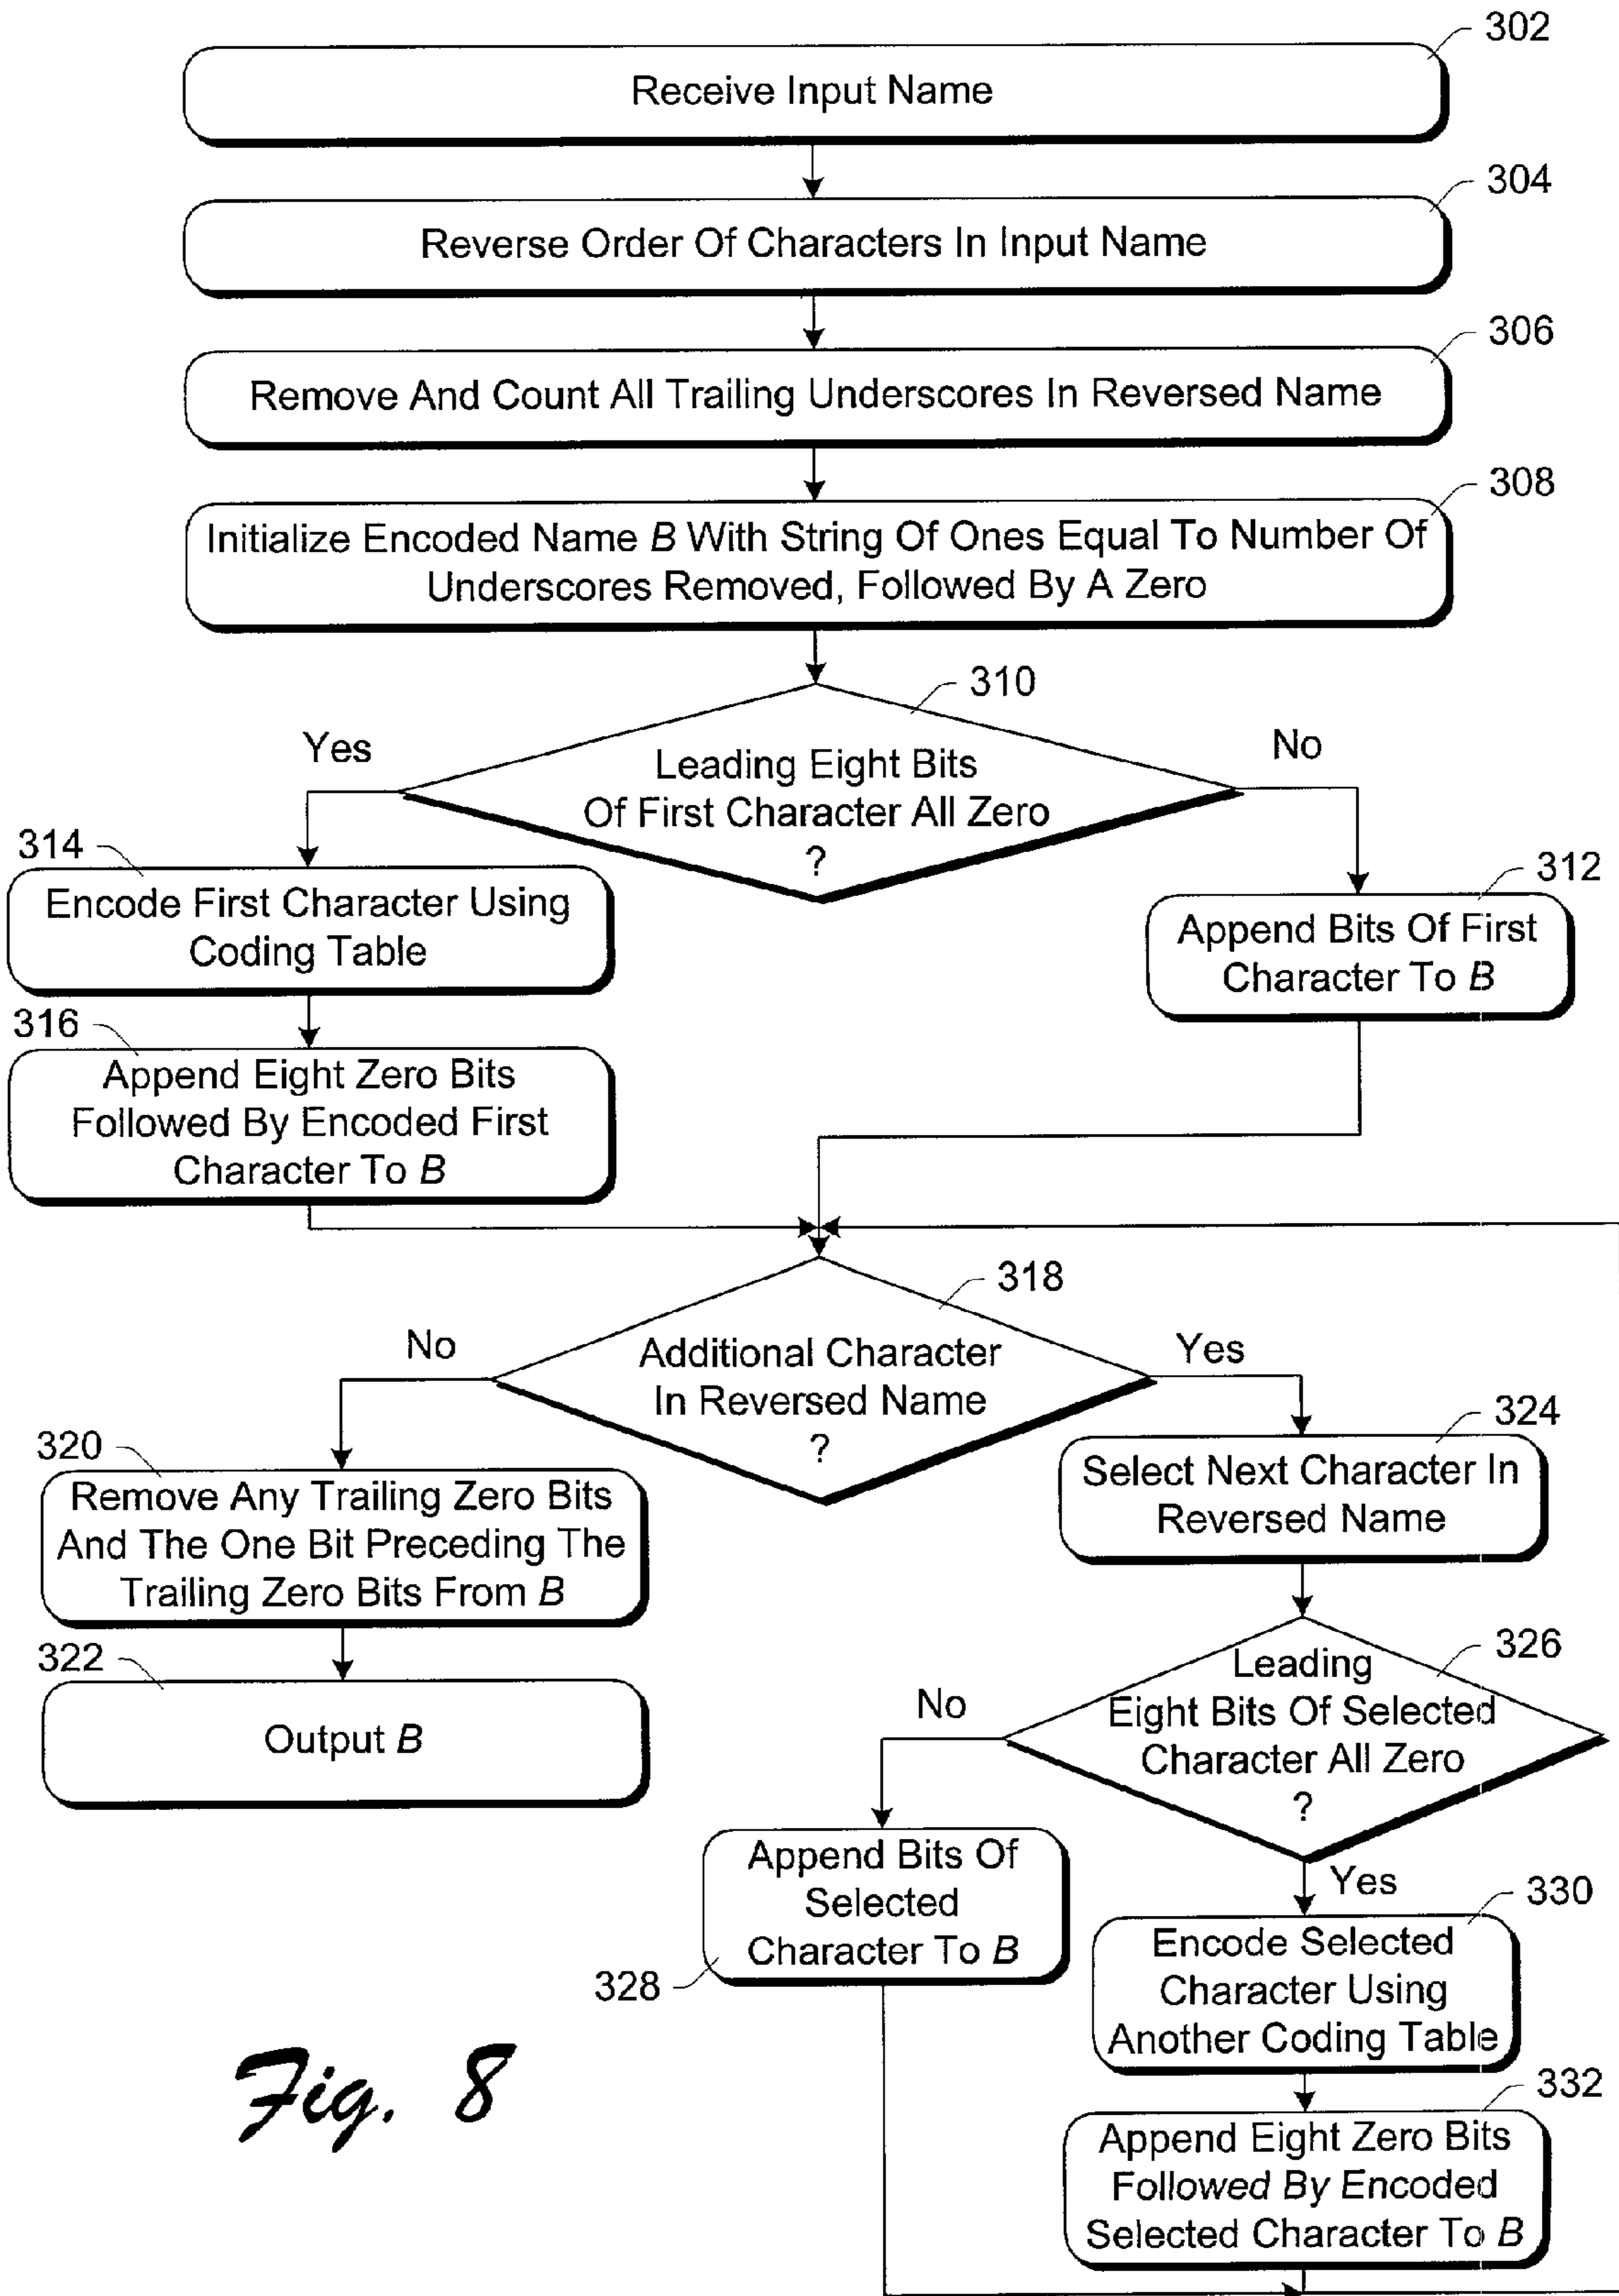 302
Receive Input Name
304
Reverse Order Of Characters In Input Name
306
Remove And Count All Trailing Underscores In Reversed Name
308
Initialize Encoded Name B With String Of Ones Equal To Number Of
Underscores Removed, Followed By A Zero
310
Yes
No
Leading Eight Bits
Of First Character All Zero
?
314
Encode First Character Using
Coding Table
312
Append Bits Of First
Character To B
316
Append Eight Zero Bits
Followed By Encoded First
Character To B
318
No
Yes
Additional Character
In Reversed Name
?
320
Remove Any Trailing Zero Bits
And The One Bit Preceding The
Trailing Zero Bits From B
324
Select Next Character In
Reversed Name
322
Output B
326
No
Leading
Eight Bits Of Selected
Character All Zero
?
Yes
Append Bits Of
Selected
Character To B
328
330
Encode Selected
Character Using
Another Coding Table
332
Append Eight Zero Bits
Followed By Encoded
Selected Character To B
Fig. 8